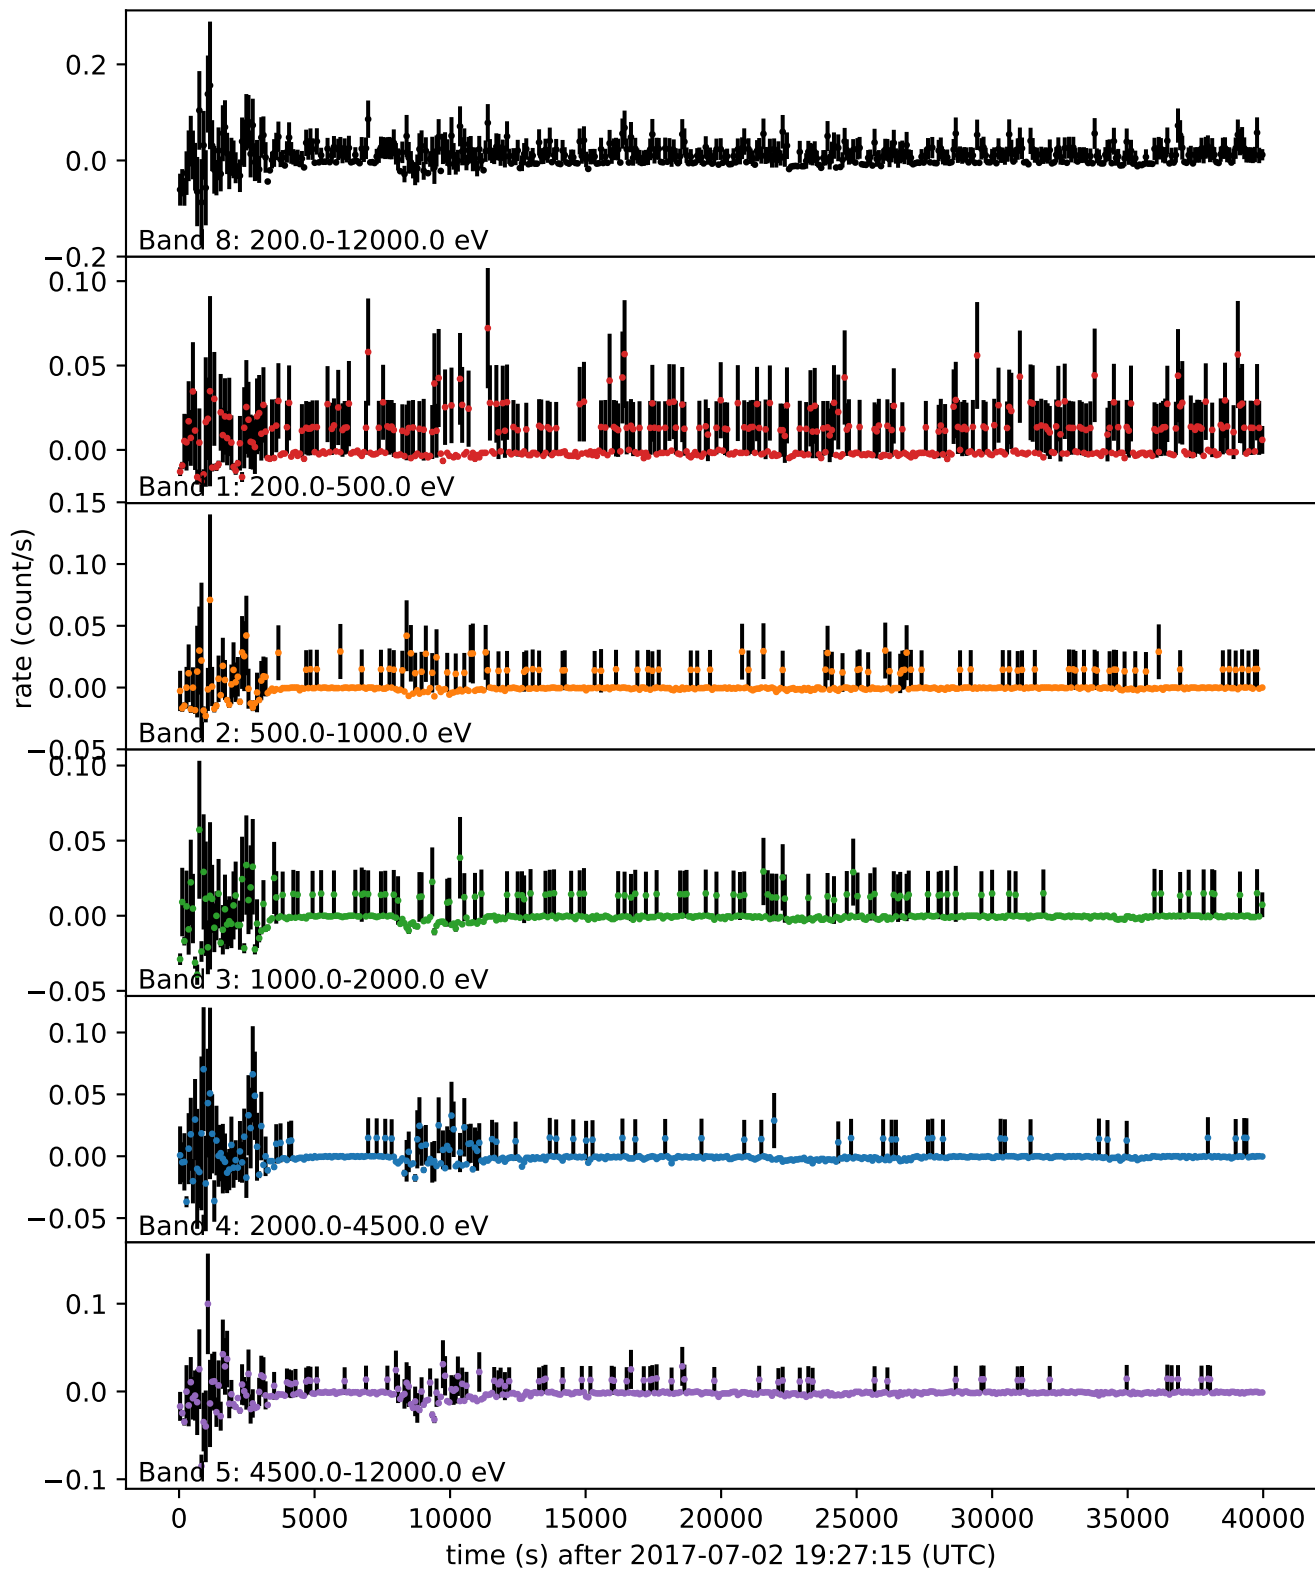 0.2
0.0
−0.2
Band 8: 200.0-12000.0 eV
0.10
0.05
0.00
Band 1: 200.0-500.0 eV
0.15
0.10
0.05
0.00
−0.05
Band 2: 500.0-1000.0 eV
rate (count/s)
0.10
0.05
0.00
−0.05
Band 3: 1000.0-2000.0 eV
0.10
0.05
0.00
−0.05
Band 4: 2000.0-4500.0 eV
0.1
0.0
−0.1
Band 5: 4500.0-12000.0 eV
0 5000 10000 15000 20000 25000 30000 35000 40000
time (s) after 2017-07-02 19:27:15 (UTC)